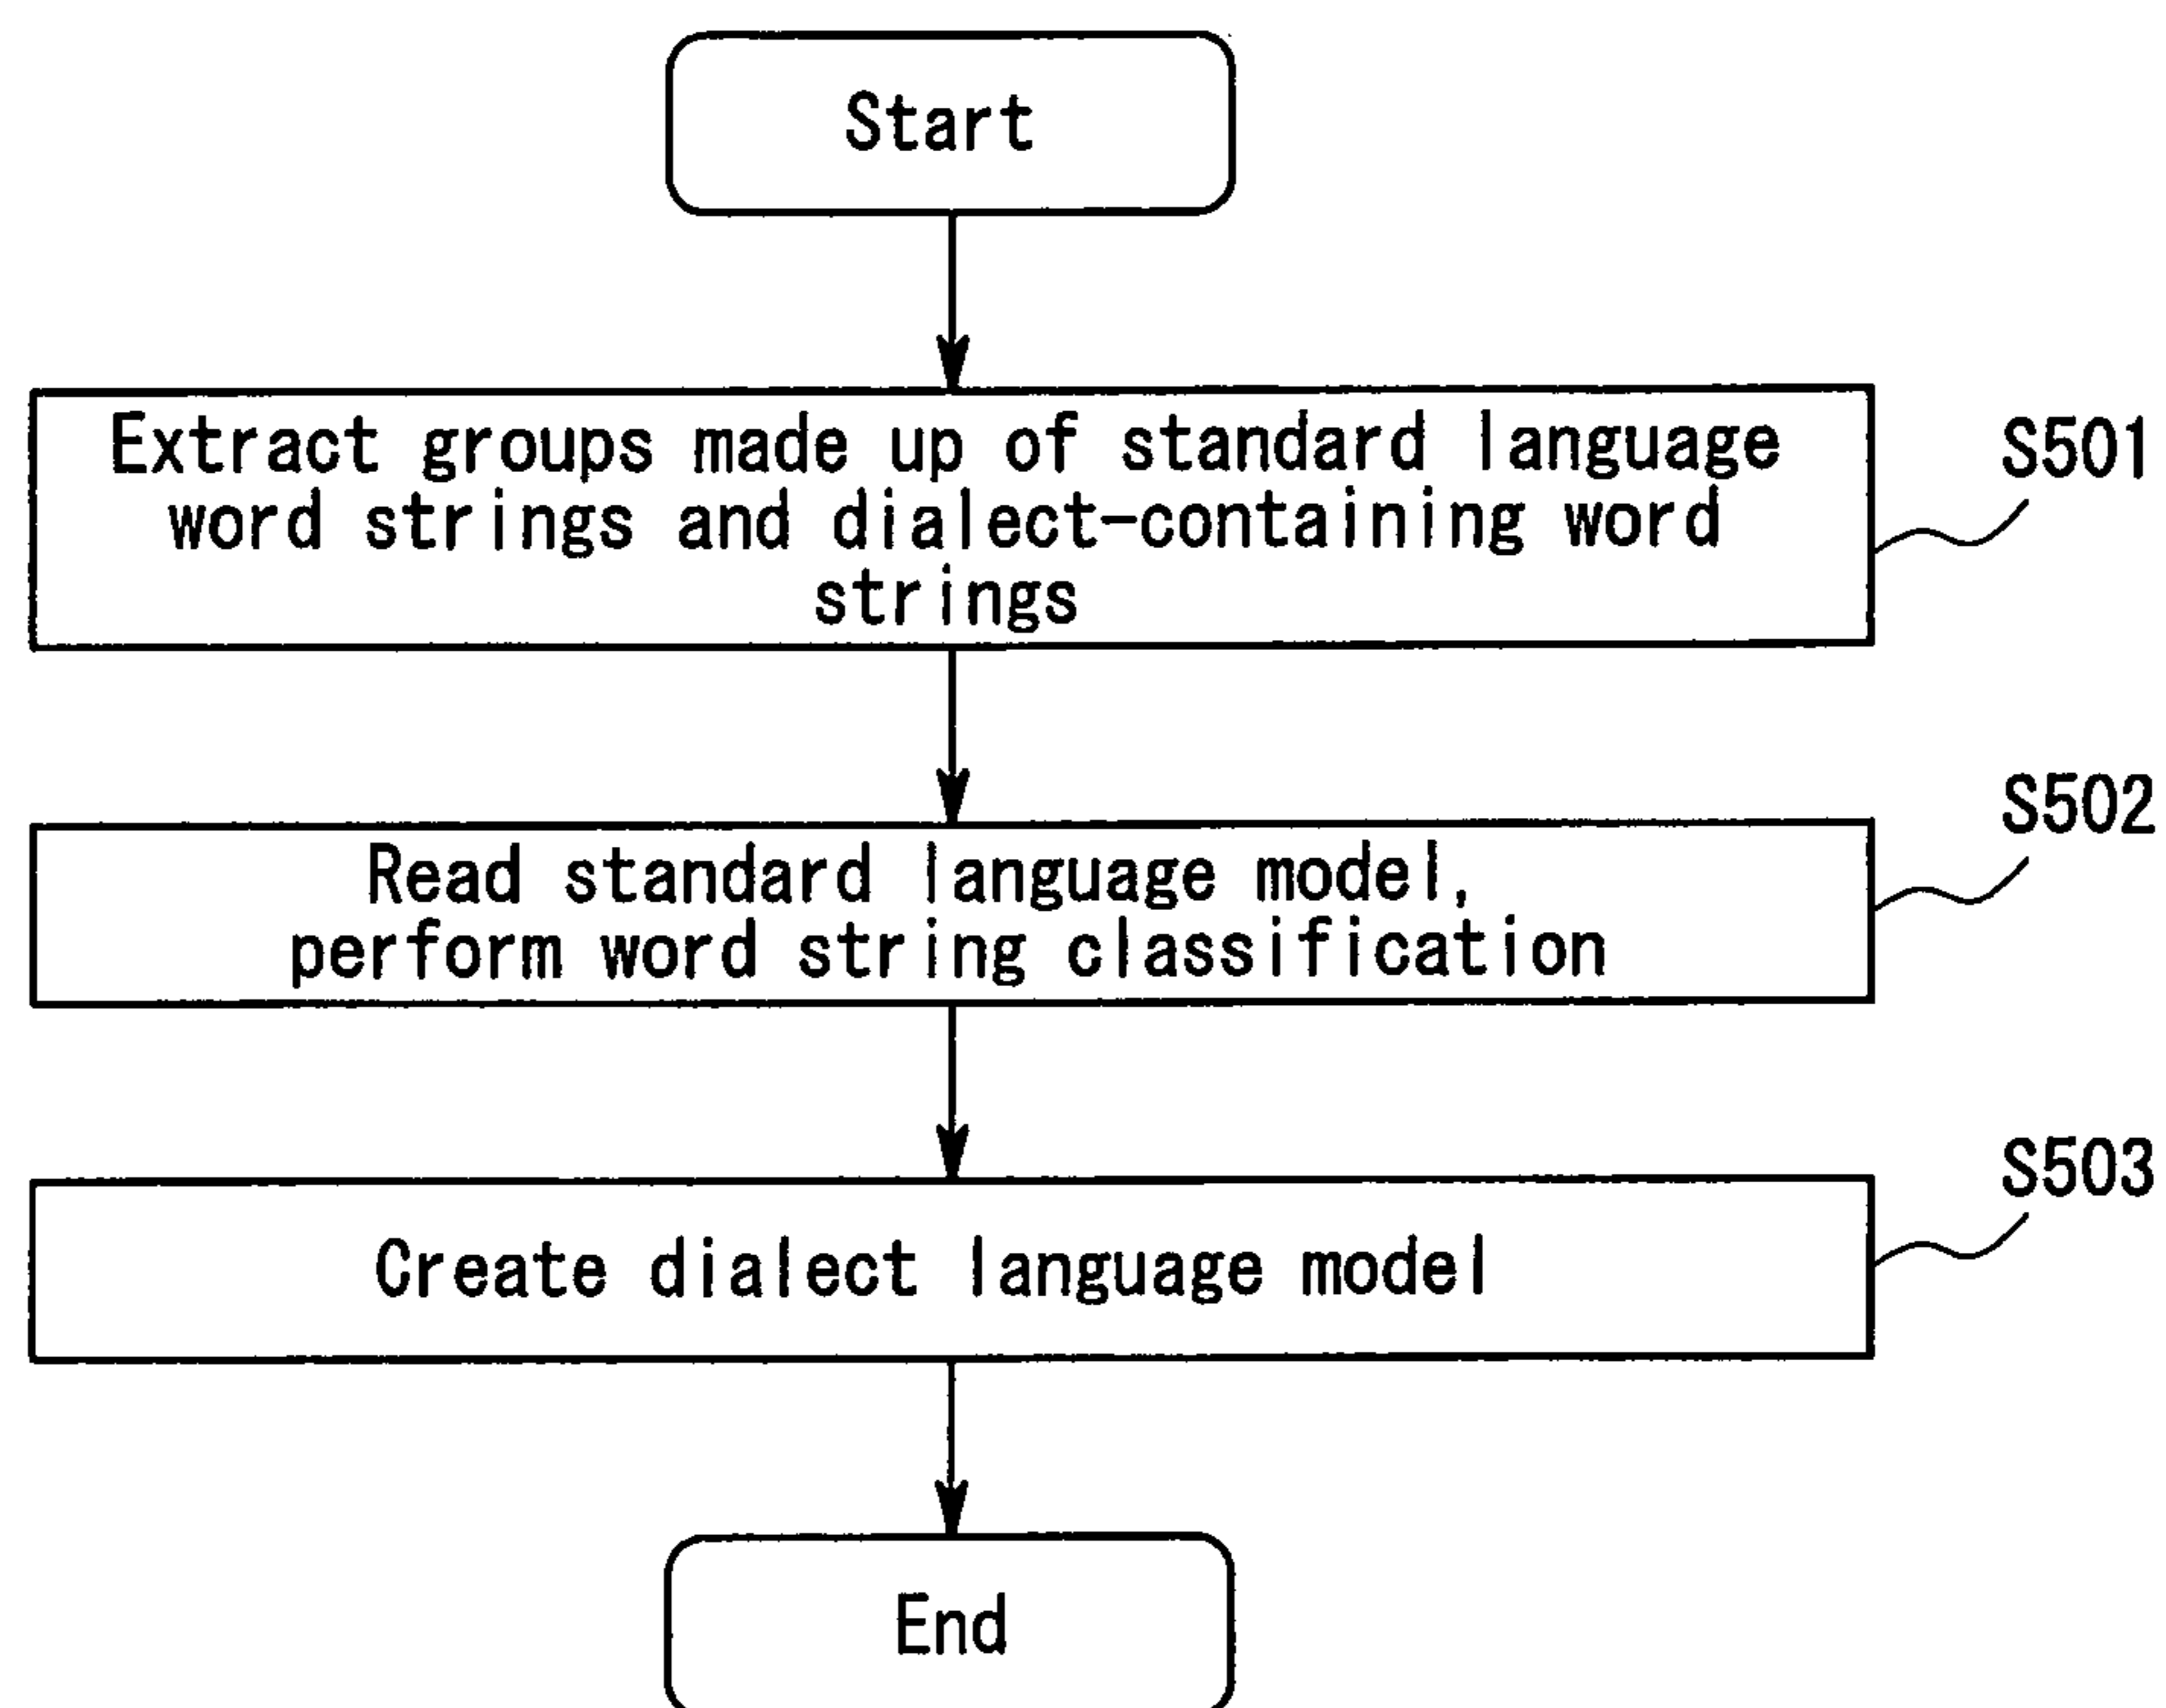 Start
Extract groups made up of standard language
word strings and dialect-containing word
strings
S501
Read standard language model,
perform word string classification
S502
Create dialect language model
S503
End